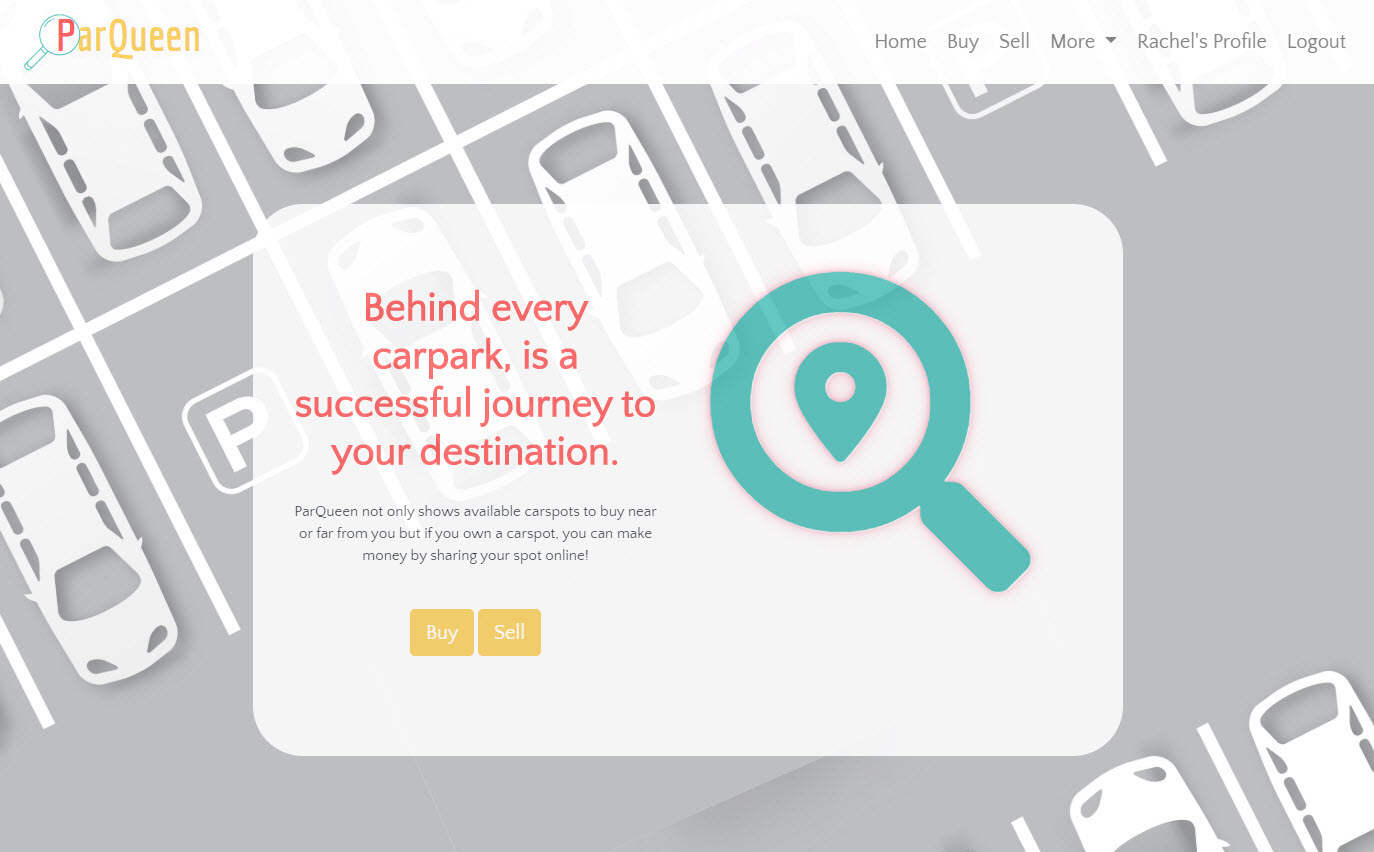 ParQueen
Home Buy Sell More Rachel's Profile Logout
P
P
Behind every
carpark, is a
successful journey to
your destination.
ParQueen not only shows available carspots to buy near
or far from you but if you own a carspot, you can make
money by sharing your spot online!
Buy Sell